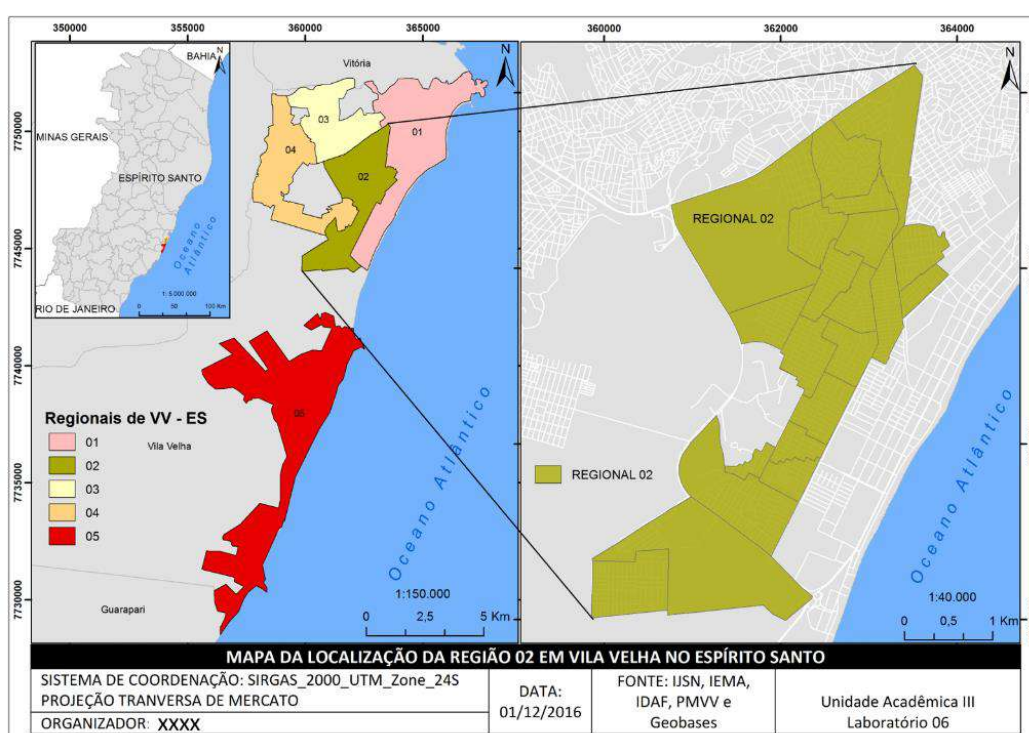 350000
355000
360000
365000
360000
362000
364000
7750000
7745000
7740000
7735000
7730000
BAHIA
MINAS GERAIS
ESPÍRITO SANTO
RIO DE JANEIRO
Oceano
Atlântico
1: 5.000.000
0 50 100 Km
N
Vitória
01
02
03
04
05
Regionais de VV - ES
01
02
03
04
05
Vila Velha
Guarapari
Oceano Atlântico
1:150.000
0 2,5 5 Km
N
REGIONAL 02
REGIONAL 02
Oceano Atlântico
1:40.000
0 0,5 1 Km
MAPA DA LOCALIZAÇÃO DA REGIÃO 02 EM VILA VELHA NO ESPÍRITO SANTO
SISTEMA DE COORDENAÇÃO: SIRGAS_2000_UTM_Zone_24S
PROJEÇÃO TRANVERSA DE MERCATO
ORGANIZADOR: XXXX
DATA:
01/12/2016
FONTE: IJSN, IEMA,
IDAF, PMVV e
Geobases
Unidade Acadêmica III
Laboratório 06
N